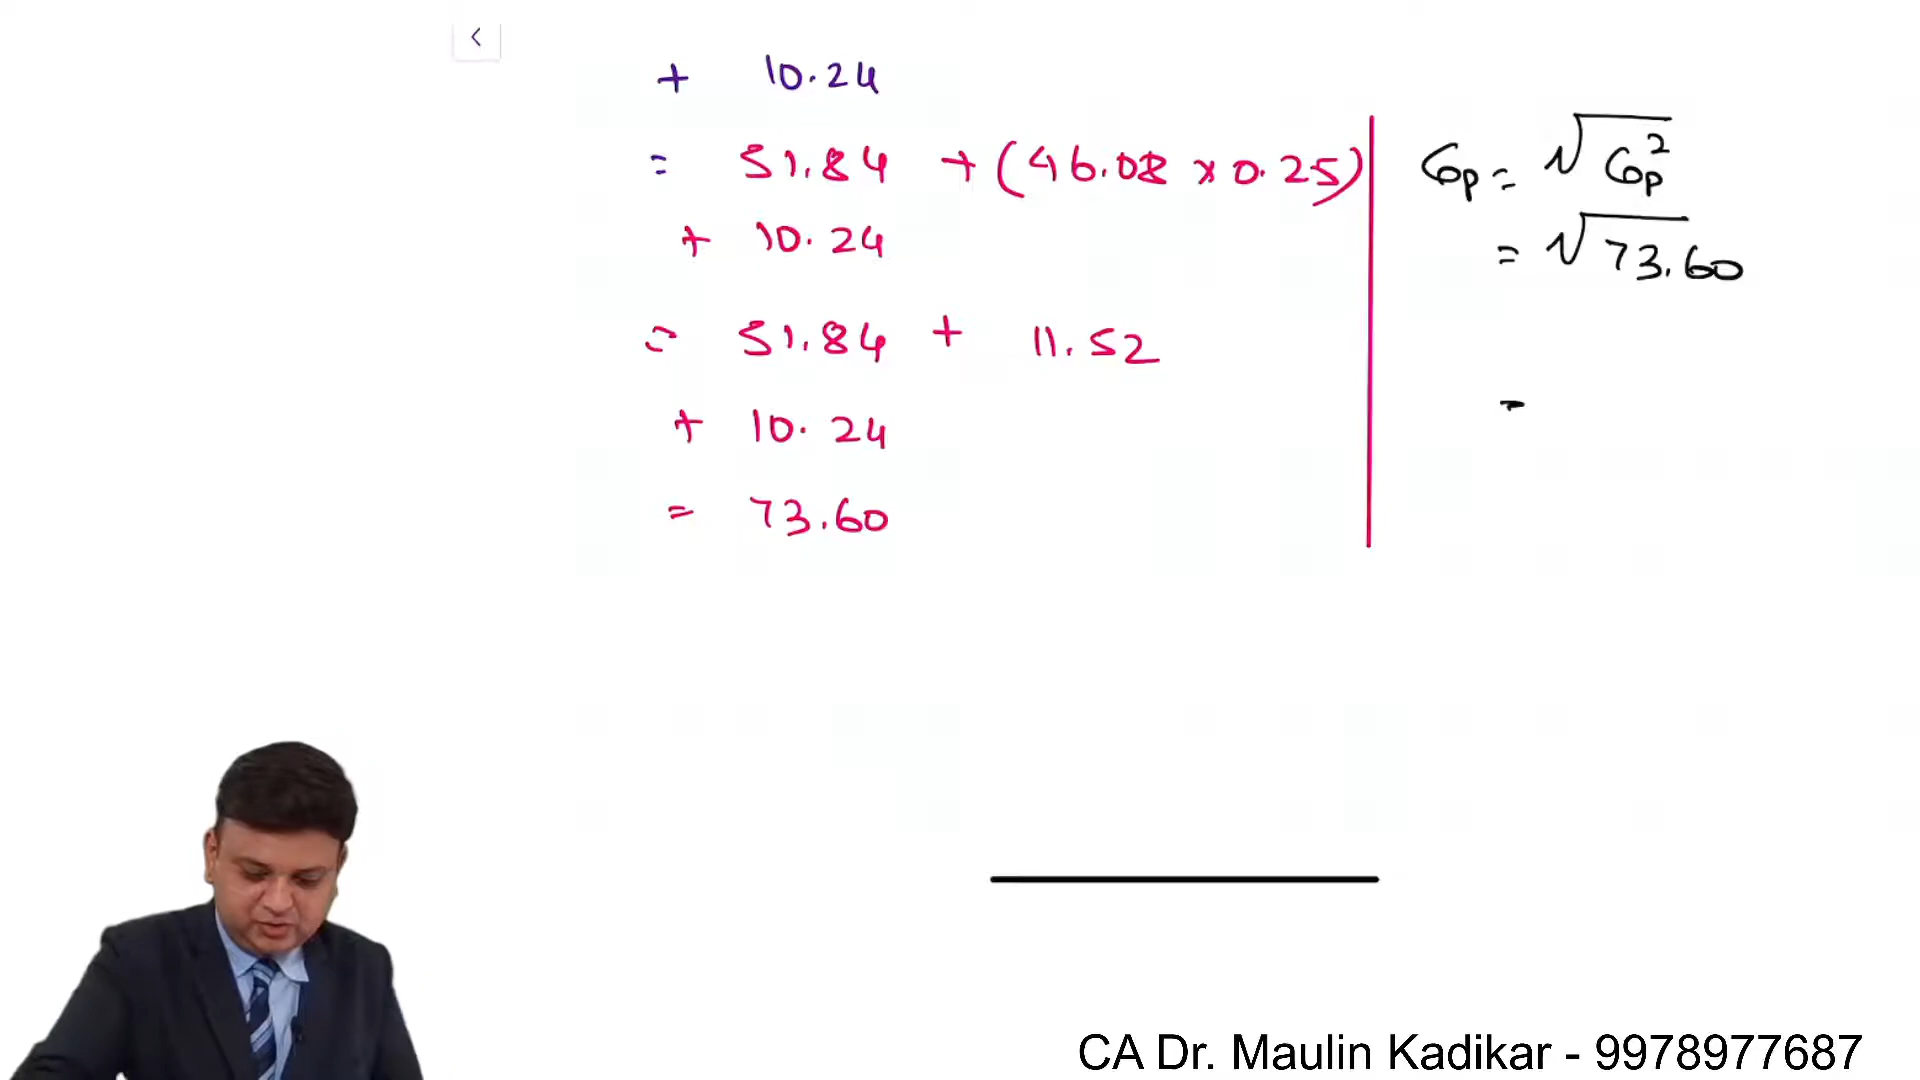 + 10.24
= 51.84 + (46.08 × 0.25)
+ 10.24
= 51.84 + 11.52
+ 10.24
= 73.60
σp = √σp²
= √73.60
=
CA Dr. Maulin Kadikar - 9978977687